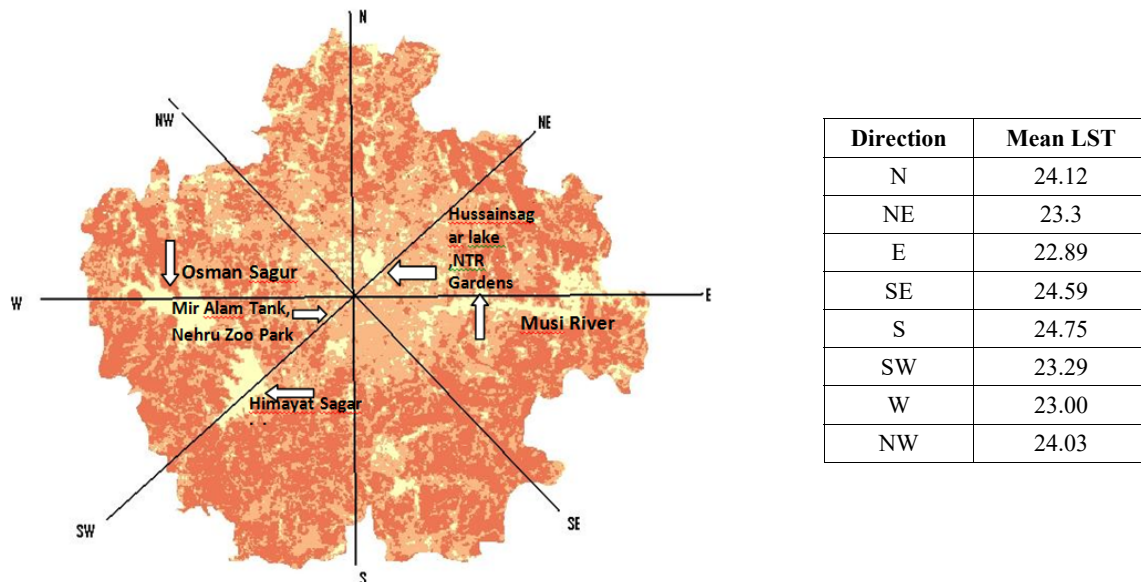 N
NW
NE
Hussainsag
ar lake
,NTR
Gardens
Osman Sagur
W
E
Mir Alam Tank,
Nehru Zoo Park
Musi River
Himayat Sagar
SW
SE
S
Direction Mean LST
N 24.12
NE 23.3
E 22.89
SE 24.59
S 24.75
SW 23.29
W 23.00
NW 24.03